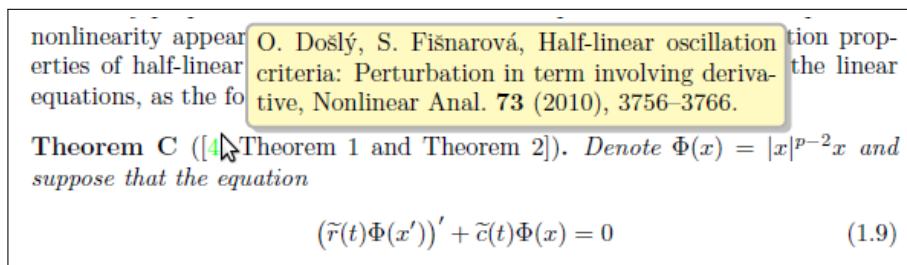 nonlinearity appear
tion prop-
erties of half-linear
the linear
equations, as the fo
O. Došlý, S. Fišnarová, Half-linear oscillation
criteria: Perturbation in term involving deriva-
tive, Nonlinear Anal. 73 (2010), 3756–3766.
Theorem C ([4 Theorem 1 and Theorem 2]). Denote Φ(x) = |x|^{p−2}x and
suppose that the equation
(r̃(t)Φ(x′))′ + c̃(t)Φ(x) = 0 (1.9)